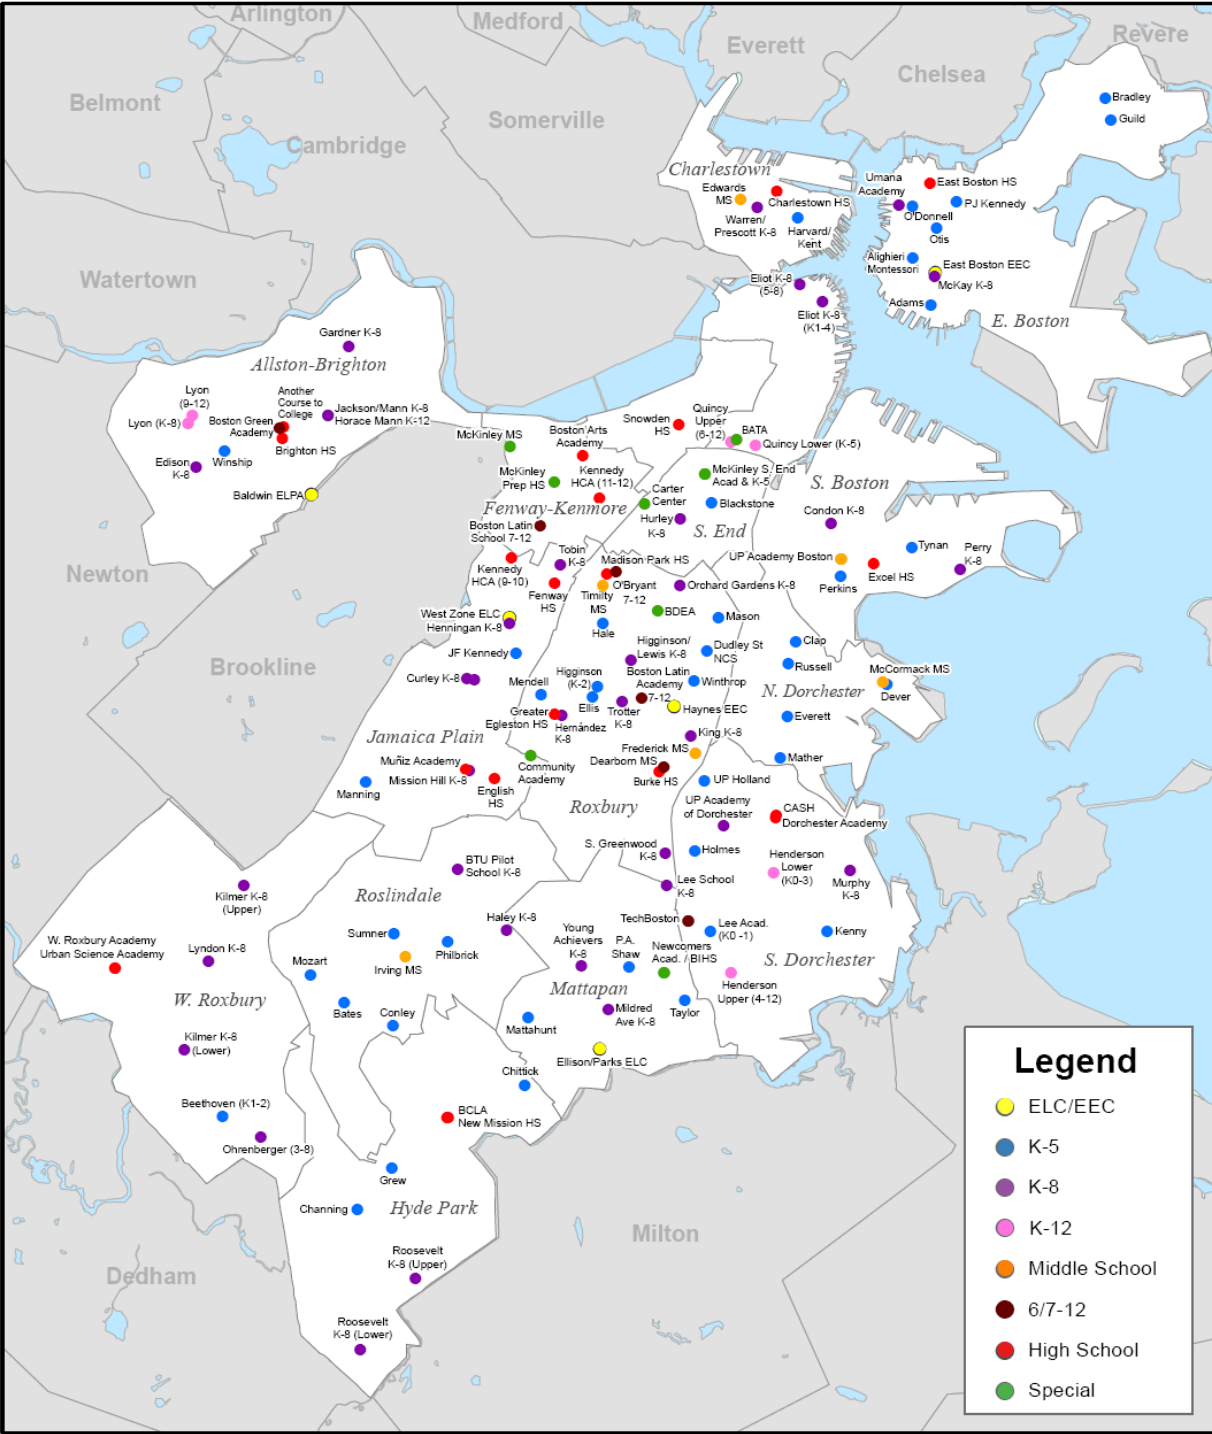 Arlington
Medford
Everett
Revere
Chelsea
Belmont
Somerville
Cambridge
Bradley
Guild
Charlestown
Edwards
MS
Charlestown HS
Warren/
Prescott K-8
Harvard/
Kent
Umana
Academy
East Boston HS
PJ Kennedy
O'Donnell
Otis
Alighieri
Montessori
East Boston EEC
McKay K-8
Adams
E. Boston
Watertown
Eliot K-8
(5-8)
Eliot K-8
(K1-4)
Gardner K-8
Allston-Brighton
Lyon
(9-12)
Lyon (K-8)
Another
Course to
College
Boston Green
Academy
Jackson/Mann K-8
Horace Mann K-12
Brighton HS
Winship
Edison
K-8
Baldwin ELPA
Snowden
HS
Quincy
Upper
(6-12)
BATA
Quincy Lower (K-5)
McKinley MS
Boston Arts
Academy
McKinley
Prep HS
Kennedy
HCA (11-12)
Fenway-Kenmore
Boston Latin
School 7-12
McKinley S. End
Acad & K-5
Carter
Center
Blackstone
Hurley
K-8
S. End
S. Boston
Condon K-8
UP Academy Boston
Perkins
Excel HS
Tynan
Perry
K-8
Newton
Kennedy
HCA (9-10)
Tobin
K-8
Fenway
HS
Madison Park HS
O'Bryant
7-12
Timilty
MS
Hale
Orchard Gardens K-8
BDEA
Mason
West Zone ELC
Henningan K-8
JF Kennedy
Higginson/
Lewis K-8
Dudley St
NCS
Clap
Russell
McCormack MS
Dever
Brookline
Curley K-8
Mendell
Higginson
(K-2)
Ellis
Boston Latin
Academy
7-12
Winthrop
N. Dorchester
Greater
Egleston HS
Hernández
K-8
Trotter
K-8
Haynes EEC
Everett
King K-8
Jamaica Plain
Frederick MS
Dearborn MS
Burke HS
Mather
Muñiz Academy
Mission Hill K-8
Community
Academy
English
HS
Manning
UP Holland
Roxbury
UP Academy
of Dorchester
CASH
Dorchester Academy
S. Greenwood
K-8
Holmes
Henderson
Lower
(K0-3)
Murphy
K-8
BTU Pilot
School K-8
Lee School
K-8
Kilmer K-8
(Upper)
Roslindale
Haley K-8
TechBoston
Lee Acad.
(K0 -1)
Kenny
W. Roxbury Academy
Urban Science Academy
Lyndon K-8
Sumner
Philbrick
Irving MS
Young
Achievers
K-8
P.A.
Shaw
Newcomers
Acad. / BIHS
S. Dorchester
Henderson
Upper (4-12)
Mozart
W. Roxbury
Bates
Conley
Mattapan
Mildred
Ave K-8
Taylor
Mattahunt
Kilmer K-8
(Lower)
Ellison/Parks ELC
Chittick
Beethoven (K1-2)
BCLA
New Mission HS
Ohrenberger (3-8)
Grew
Channing
Hyde Park
Milton
Roosevelt
K-8 (Upper)
Dedham
Roosevelt
K-8 (Lower)
Legend
ELC/EEC
K-5
K-8
K-12
Middle School
6/7-12
High School
Special